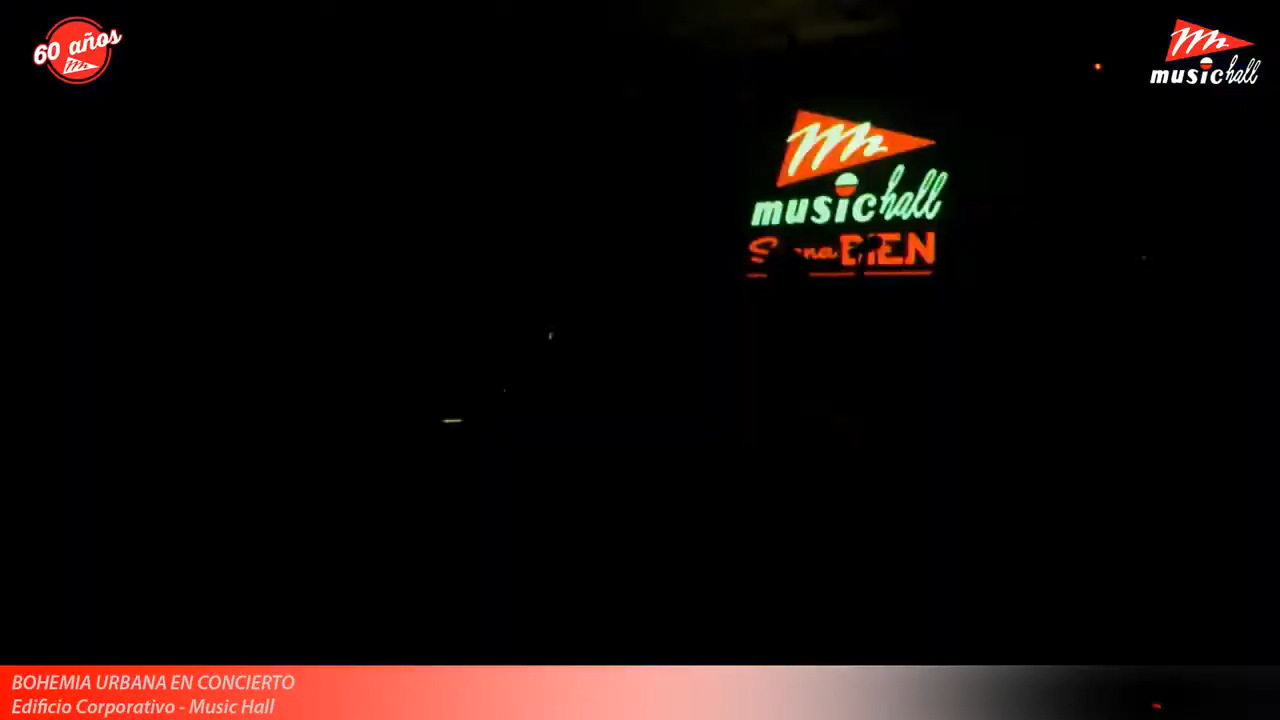 60 años
music hall
music hall
BIEN
BOHEMIA URBANA EN CONCIERTO
Edificio Corporativo - Music Hall